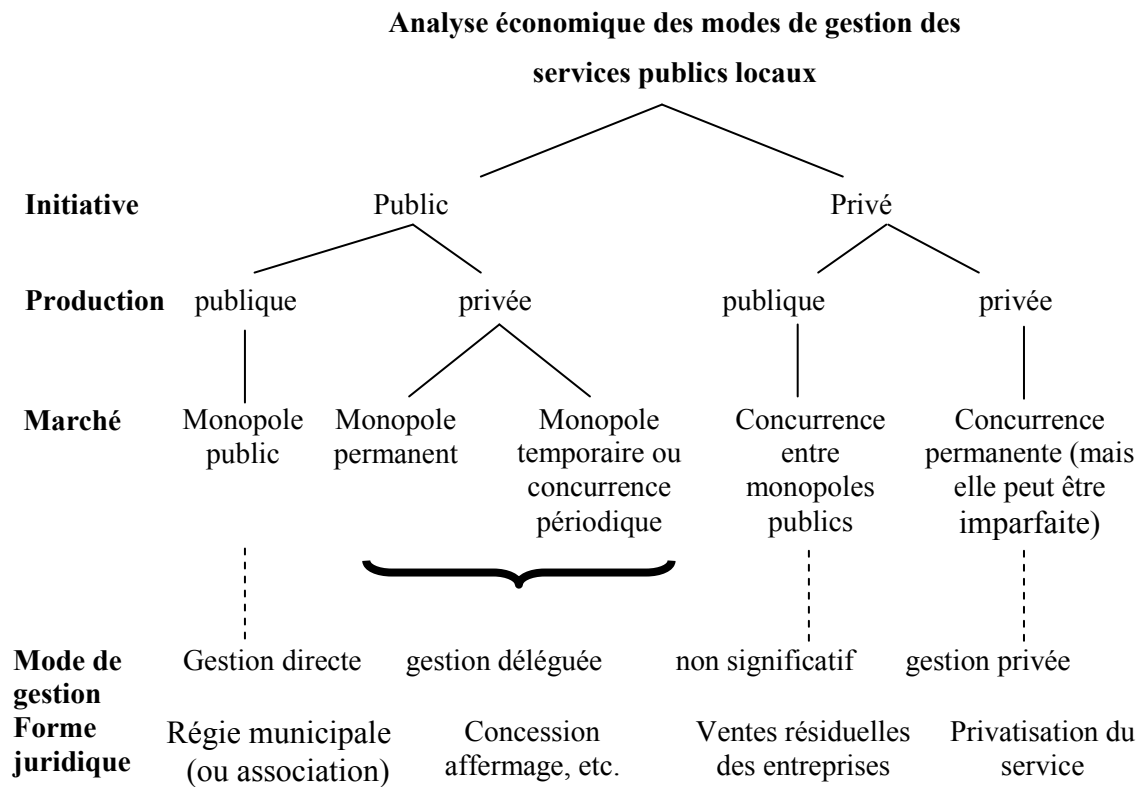 Analyse économique des modes de gestion des
services publics locaux
Initiative Public Privé
Production publique privée publique privée
Marché Monopole Monopole Monopole Concurrence Concurrence
public permanent temporaire ou entre permanente (mais
concurrence monopoles elle peut être
périodique publics imparfaite)
Mode de Gestion directe gestion déléguée non significatif gestion privée
gestion
Forme Régie municipale Concession Ventes résiduelles Privatisation du
juridique (ou association) affermage, etc. des entreprises service